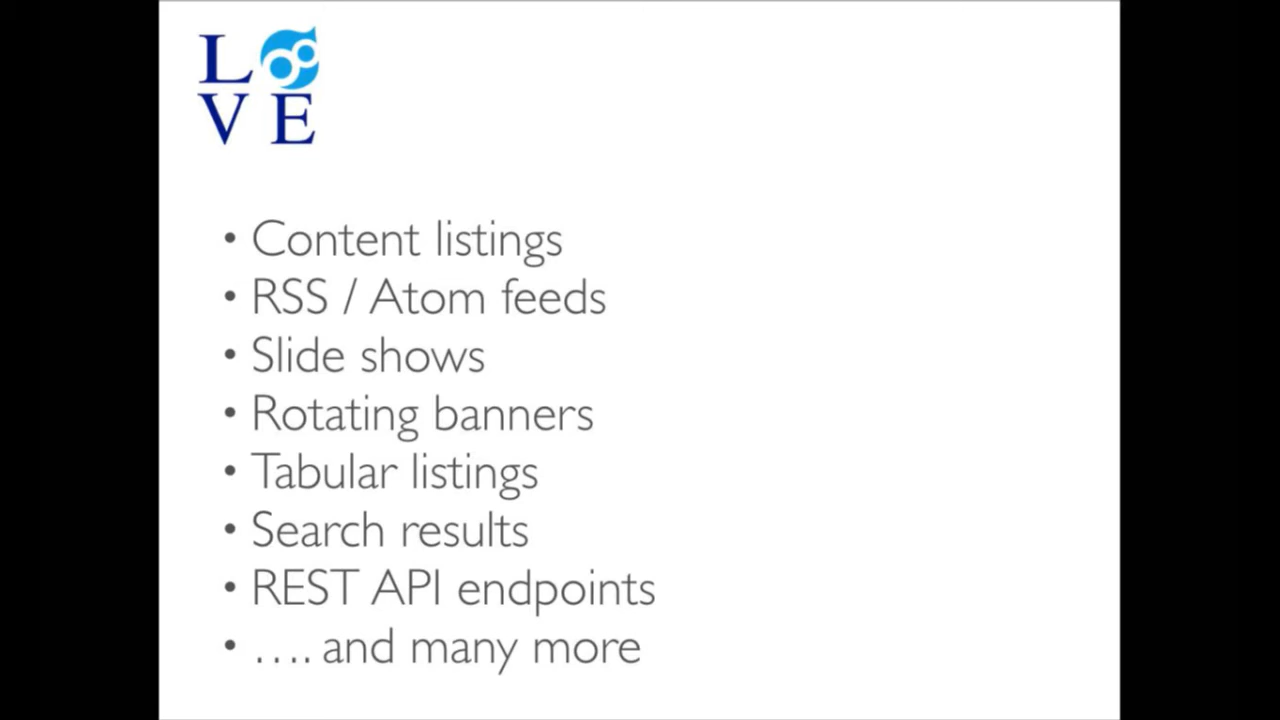 L
VE
• Content listings
• RSS / Atom feeds
• Slide shows
• Rotating banners
• Tabular listings
• Search results
• REST API endpoints
• …. and many more